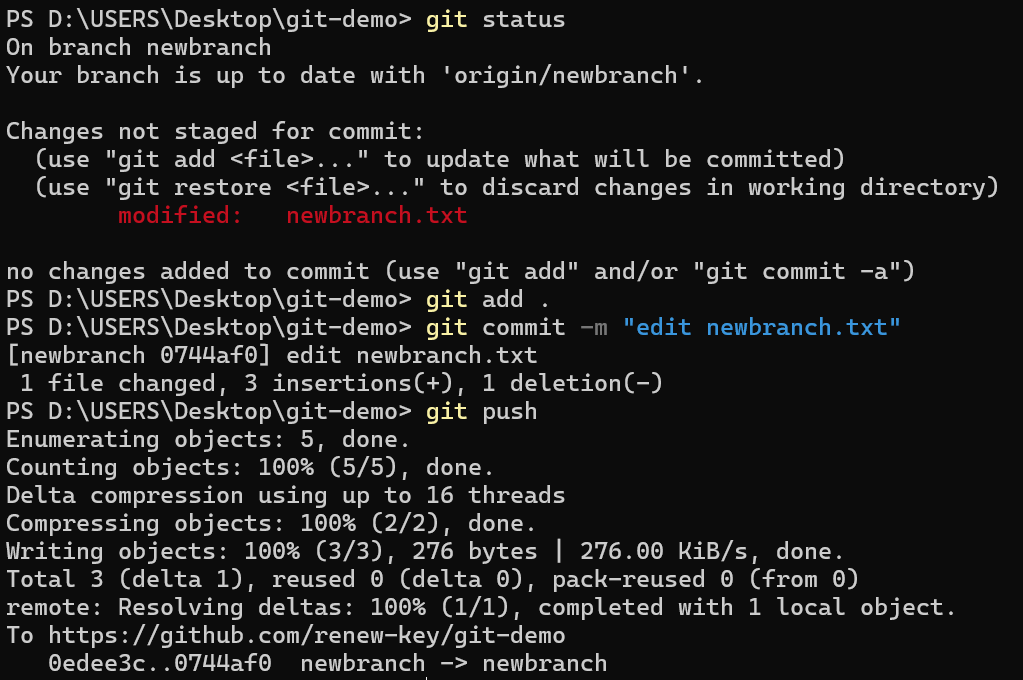 PS D:\USERS\Desktop\git-demo> git status
On branch newbranch
Your branch is up to date with 'origin/newbranch'.

Changes not staged for commit:
  (use "git add <file>..." to update what will be committed)
  (use "git restore <file>..." to discard changes in working directory)
        modified:   newbranch.txt

no changes added to commit (use "git add" and/or "git commit -a")
PS D:\USERS\Desktop\git-demo> git add .
PS D:\USERS\Desktop\git-demo> git commit -m "edit newbranch.txt"
[newbranch 0744af0] edit newbranch.txt
 1 file changed, 3 insertions(+), 1 deletion(-)
PS D:\USERS\Desktop\git-demo> git push
Enumerating objects: 5, done.
Counting objects: 100% (5/5), done.
Delta compression using up to 16 threads
Compressing objects: 100% (2/2), done.
Writing objects: 100% (3/3), 276 bytes | 276.00 KiB/s, done.
Total 3 (delta 1), reused 0 (delta 0), pack-reused 0 (from 0)
remote: Resolving deltas: 100% (1/1), completed with 1 local object.
To https://github.com/renew-key/git-demo
   0edee3c..0744af0  newbranch -> newbranch